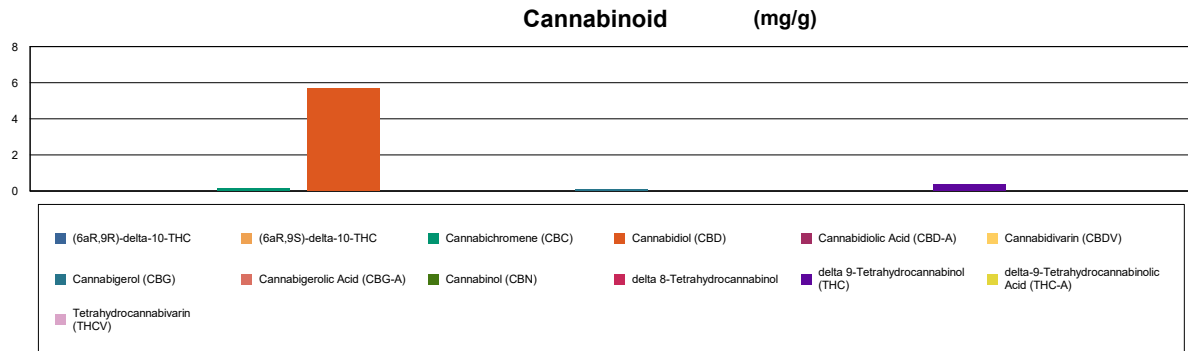 Cannabinoid (mg/g)
8
6
4
2
0
(6aR,9R)-delta-10-THC
(6aR,9S)-delta-10-THC
Cannabichromene (CBC)
Cannabidiol (CBD)
Cannabidiolic Acid (CBD-A)
Cannabidivarin (CBDV)
Cannabigerol (CBG)
Cannabigerolic Acid (CBG-A)
Cannabinol (CBN)
delta 8-Tetrahydrocannabinol
delta 9-Tetrahydrocannabinol
(THC)
delta-9-Tetrahydrocannabinolic
Acid (THC-A)
Tetrahydrocannabivarin
(THCV)